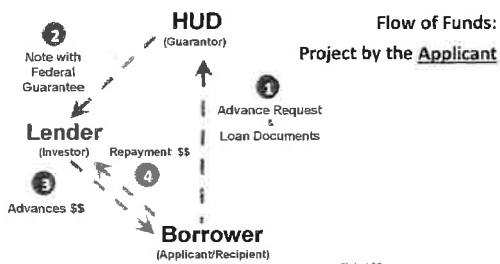 Flow of Funds:
Project by the Applicant
HUD
(Guarantor)
2
Note with
Federal
Guarantee
1
Advance Request
&
Loan Documents
Lender
(Investor)
Repayment $$
4
3
Advances $$
Borrower
(Applicant/Recipient)